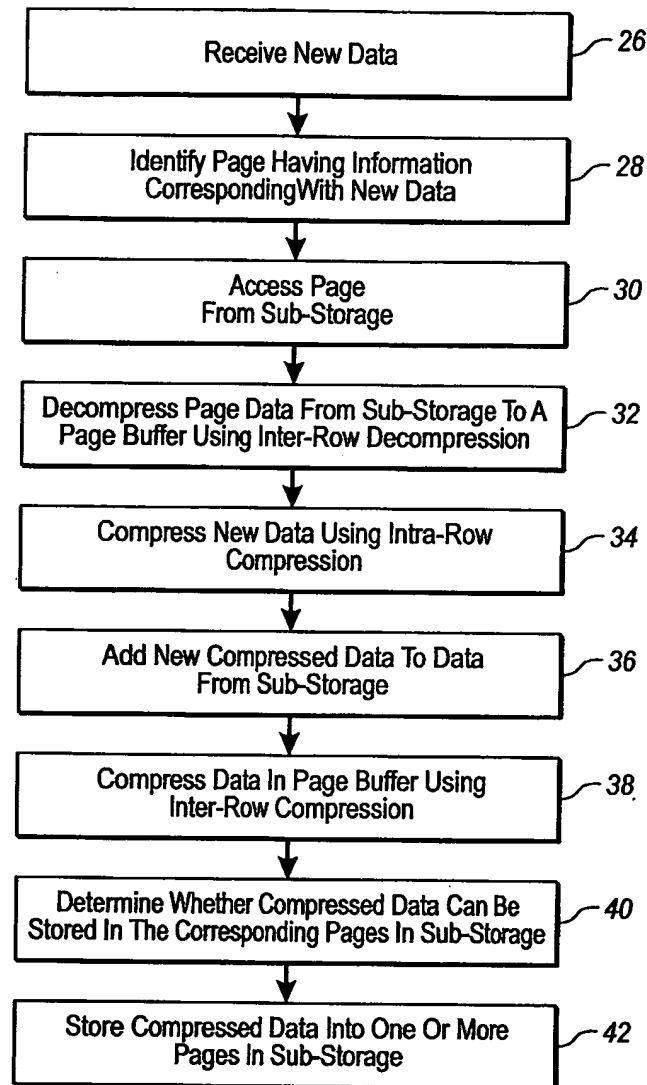 Receive New Data
26
Identify Page Having Information
CorrespondingWith New Data
28
Access Page
From Sub-Storage
30
Decompress Page Data From Sub-Storage To A
Page Buffer Using Inter-Row Decompression
32
Compress New Data Using Intra-Row
Compression
34
Add New Compressed Data To Data
From Sub-Storage
36
Compress Data In Page Buffer Using
Inter-Row Compression
38
Determine Whether Compressed Data Can Be
Stored In The Corresponding Pages In Sub-Storage
40
Store Compressed Data Into One Or More
Pages In Sub-Storage
42